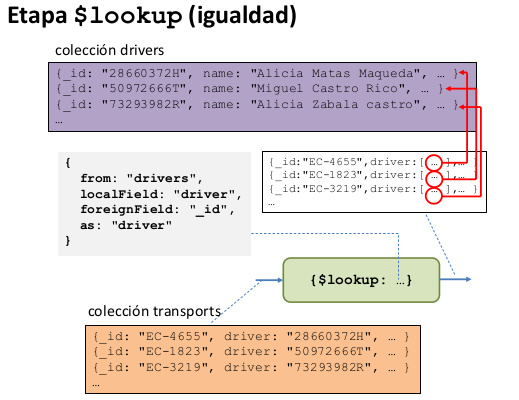 Etapa $lookup (igualdad)
colección drivers
{_id: "28660372H", name: "Alicia Matas Maqueda", … }
{_id: "50972666T", name: "Miguel Castro Rico", … }
{_id: "73293982R", name: "Alicia Zabala castro", … }
…
{
from: "drivers",
localField: "driver",
foreignField: "_id",
as: "driver"
}
{_id:"EC-4655",driver:[ … ],… }
{_id:"EC-1823",driver:[ … ],… }
{_id:"EC-3219",driver:[ … ],… }
…
{$lookup: …}
colección transports
{_id: "EC-4655", driver: "28660372H", … }
{_id: "EC-1823", driver: "50972666T", … }
{_id: "EC-3219", driver: "73293982R", … }
…